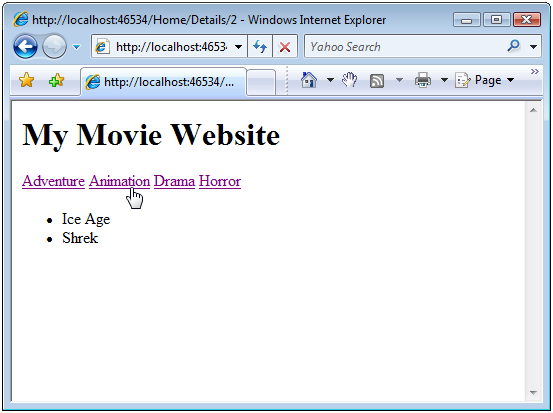 http://localhost:46534/Home/Details/2 - Windows Internet Explorer
http://localhost:4653 Yahoo Search
http://localhost:46534/... Page
My Movie Website
Adventure Animation Drama Horror
Ice Age
Shrek